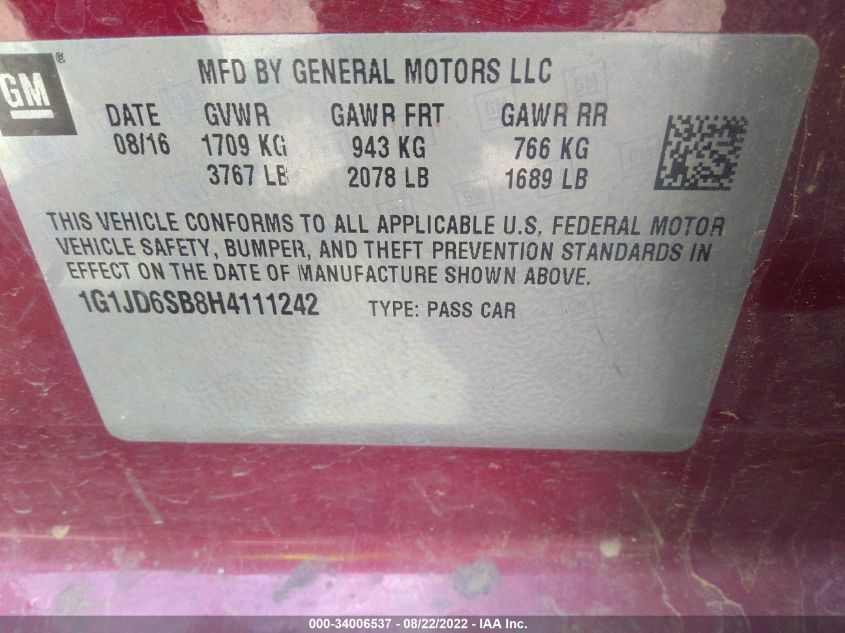 GM®
MFD BY GENERAL MOTORS LLC
DATE GVWR GAWR FRT GAWR RR
08/16 1709 KG 943 KG 766 KG
3767 LB 2078 LB 1689 LB
THIS VEHICLE CONFORMS TO ALL APPLICABLE U.S. FEDERAL MOTOR
VEHICLE SAFETY, BUMPER, AND THEFT PREVENTION STANDARDS IN
EFFECT ON THE DATE OF MANUFACTURE SHOWN ABOVE.
1G1JD6SB8H4111242 TYPE: PASS CAR
000-34006537 - 08/22/2022 - IAA Inc.